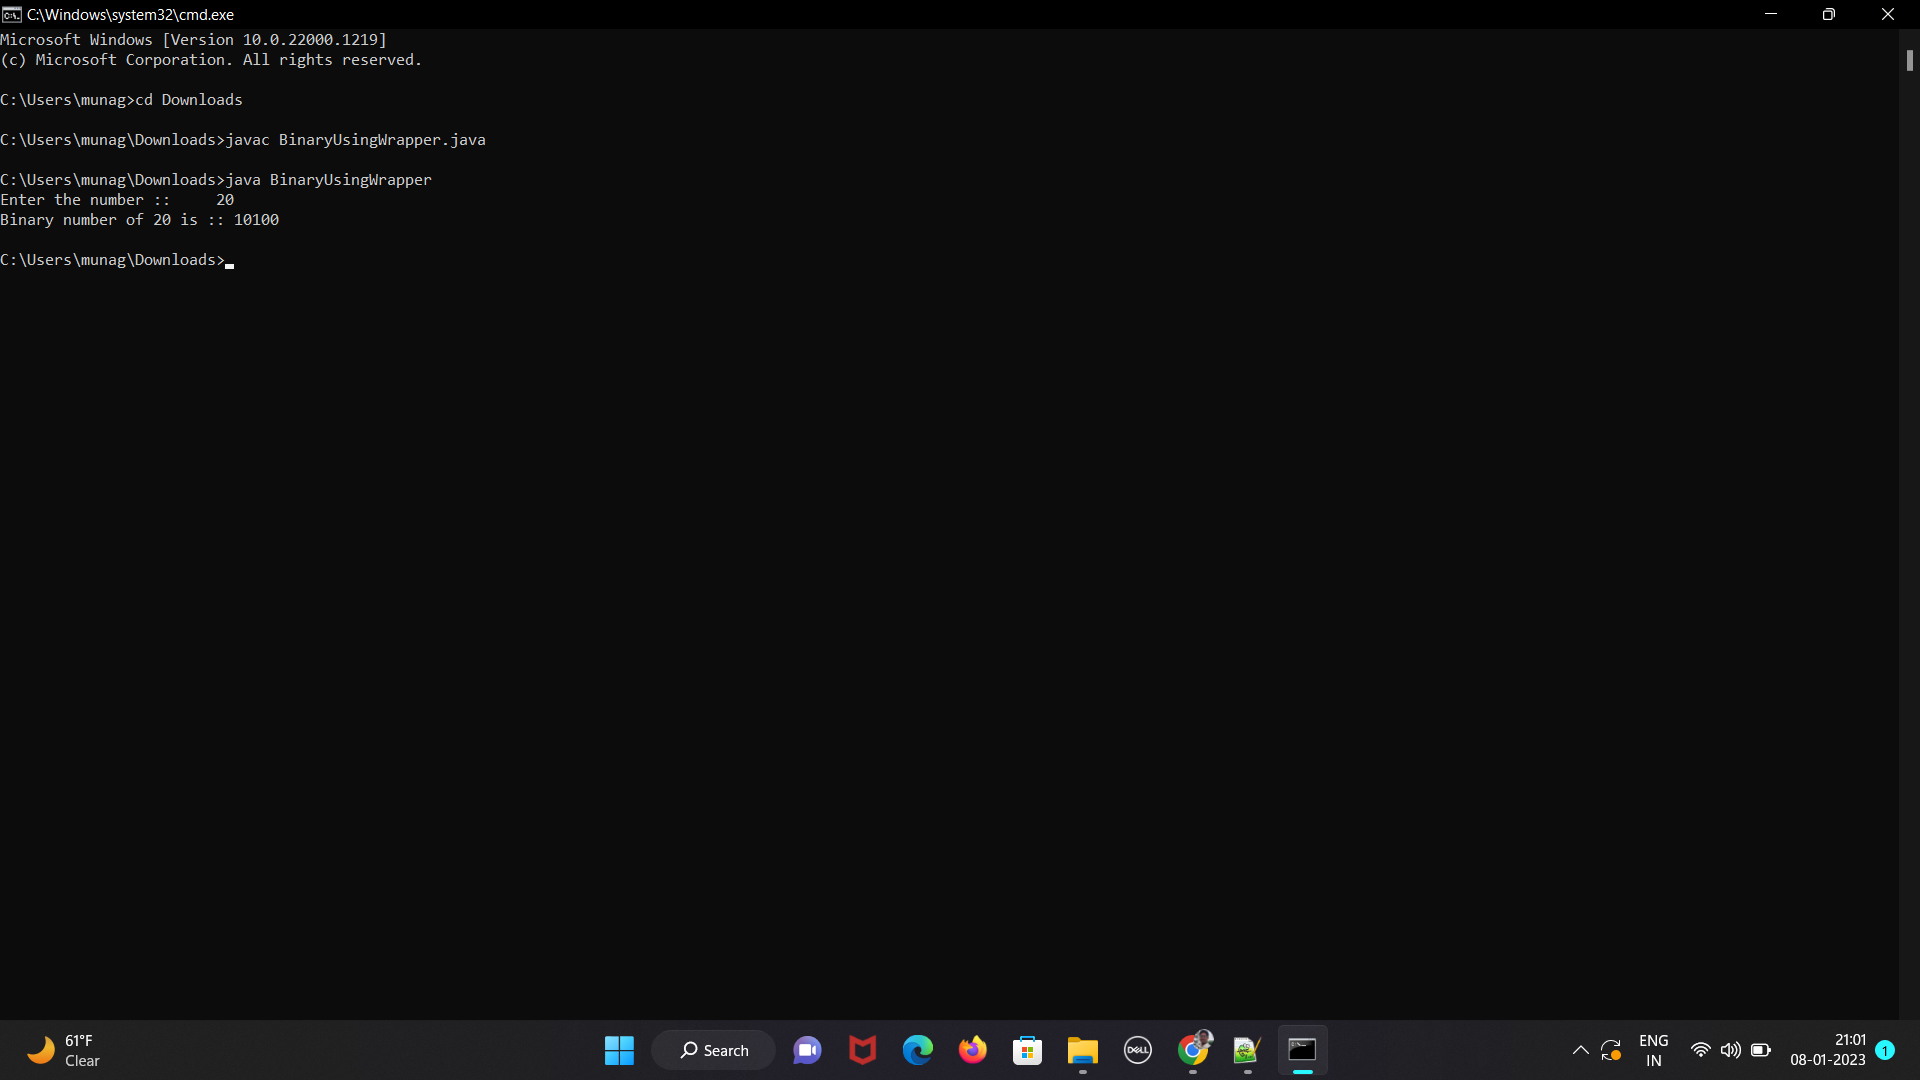 C:\Windows\system32\cmd.exe
Microsoft Windows [Version 10.0.22000.1219]
(c) Microsoft Corporation. All rights reserved.
C:\Users\munag>cd Downloads
C:\Users\munag\Downloads>javac BinaryUsingWrapper.java
C:\Users\munag\Downloads>java BinaryUsingWrapper
Enter the number ::     20
Binary number of 20 is :: 10100
C:\Users\munag\Downloads>
61°F
Clear
Search
DELL
ENG
IN
21:01
08-01-2023
1